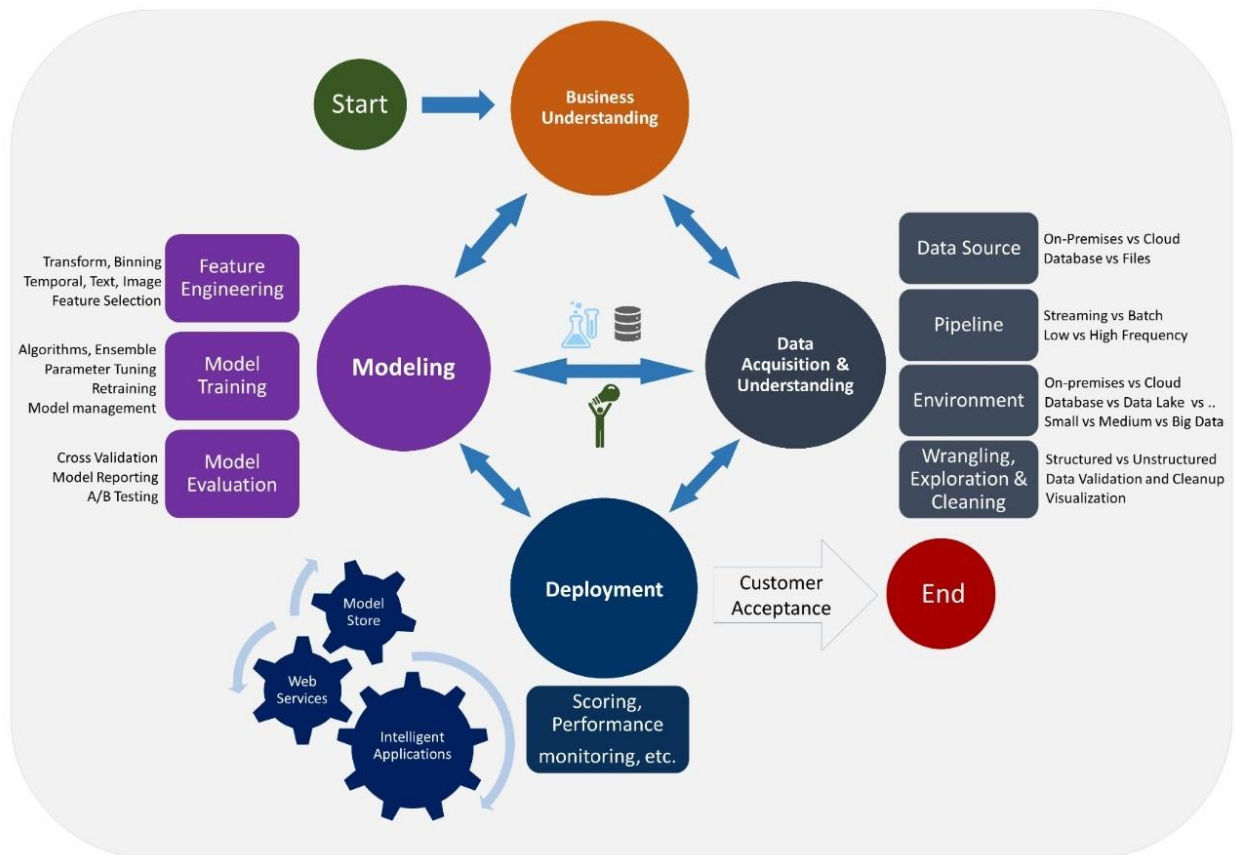 Start
Business
Understanding
Transform, Binning
Temporal, Text, Image
Feature Selection
Feature
Engineering
Algorithms, Ensemble
Parameter Tuning
Retraining
Model management
Model
Training
Cross Validation
Model Reporting
A/B Testing
Model
Evaluation
Modeling
Data
Acquisition &
Understanding
Data Source
On-Premises vs Cloud
Database vs Files
Pipeline
Streaming vs Batch
Low vs High Frequency
Environment
On-premises vs Cloud
Database vs Data Lake vs ..
Small vs Medium vs Big Data
Wrangling,
Exploration &
Cleaning
Structured vs Unstructured
Data Validation and Cleanup
Visualization
Deployment
Customer
Acceptance
End
Model
Store
Web
Services
Intelligent
Applications
Scoring,
Performance
monitoring, etc.